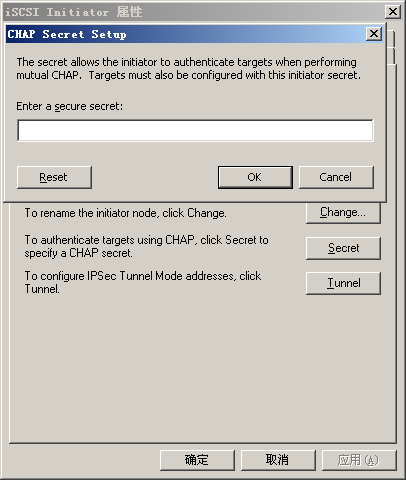 iSCSI Initiator 属性
CHAP Secret Setup
The secret allows the initiator to authenticate targets when performing
mutual CHAP. Targets must also be configured with this initiator secret.
Enter a secure secret:
Reset
OK
Cancel
To rename the initiator node, click Change.
Change...
To authenticate targets using CHAP, click Secret to
specify a CHAP secret.
Secret
To configure IPSec Tunnel Mode addresses, click
Tunnel.
Tunnel
确定
取消
应用(A)